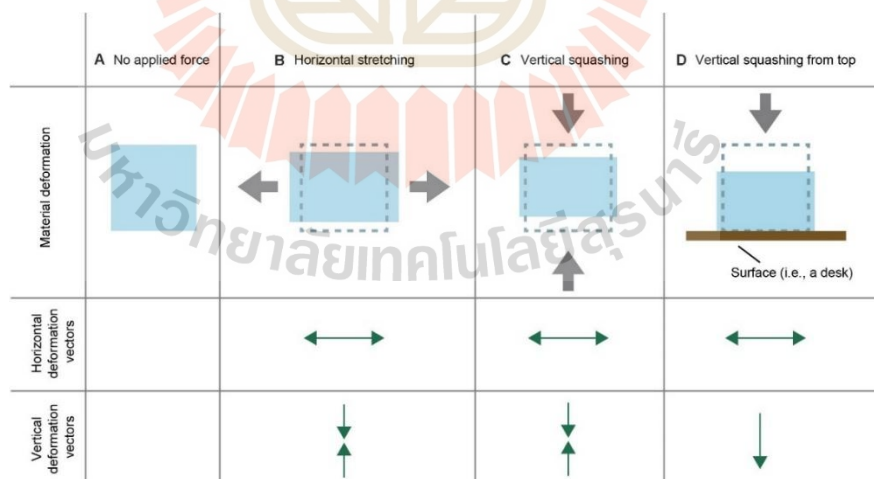 A No applied force
B Horizontal stretching
C Vertical squashing
D Vertical squashing from top
Material deformation
Surface (i.e., a desk)
Horizontal
deformation
vectors
Vertical
deformation
vectors
มหาวิทยาลัยเทคโนโลยีสุรนารี